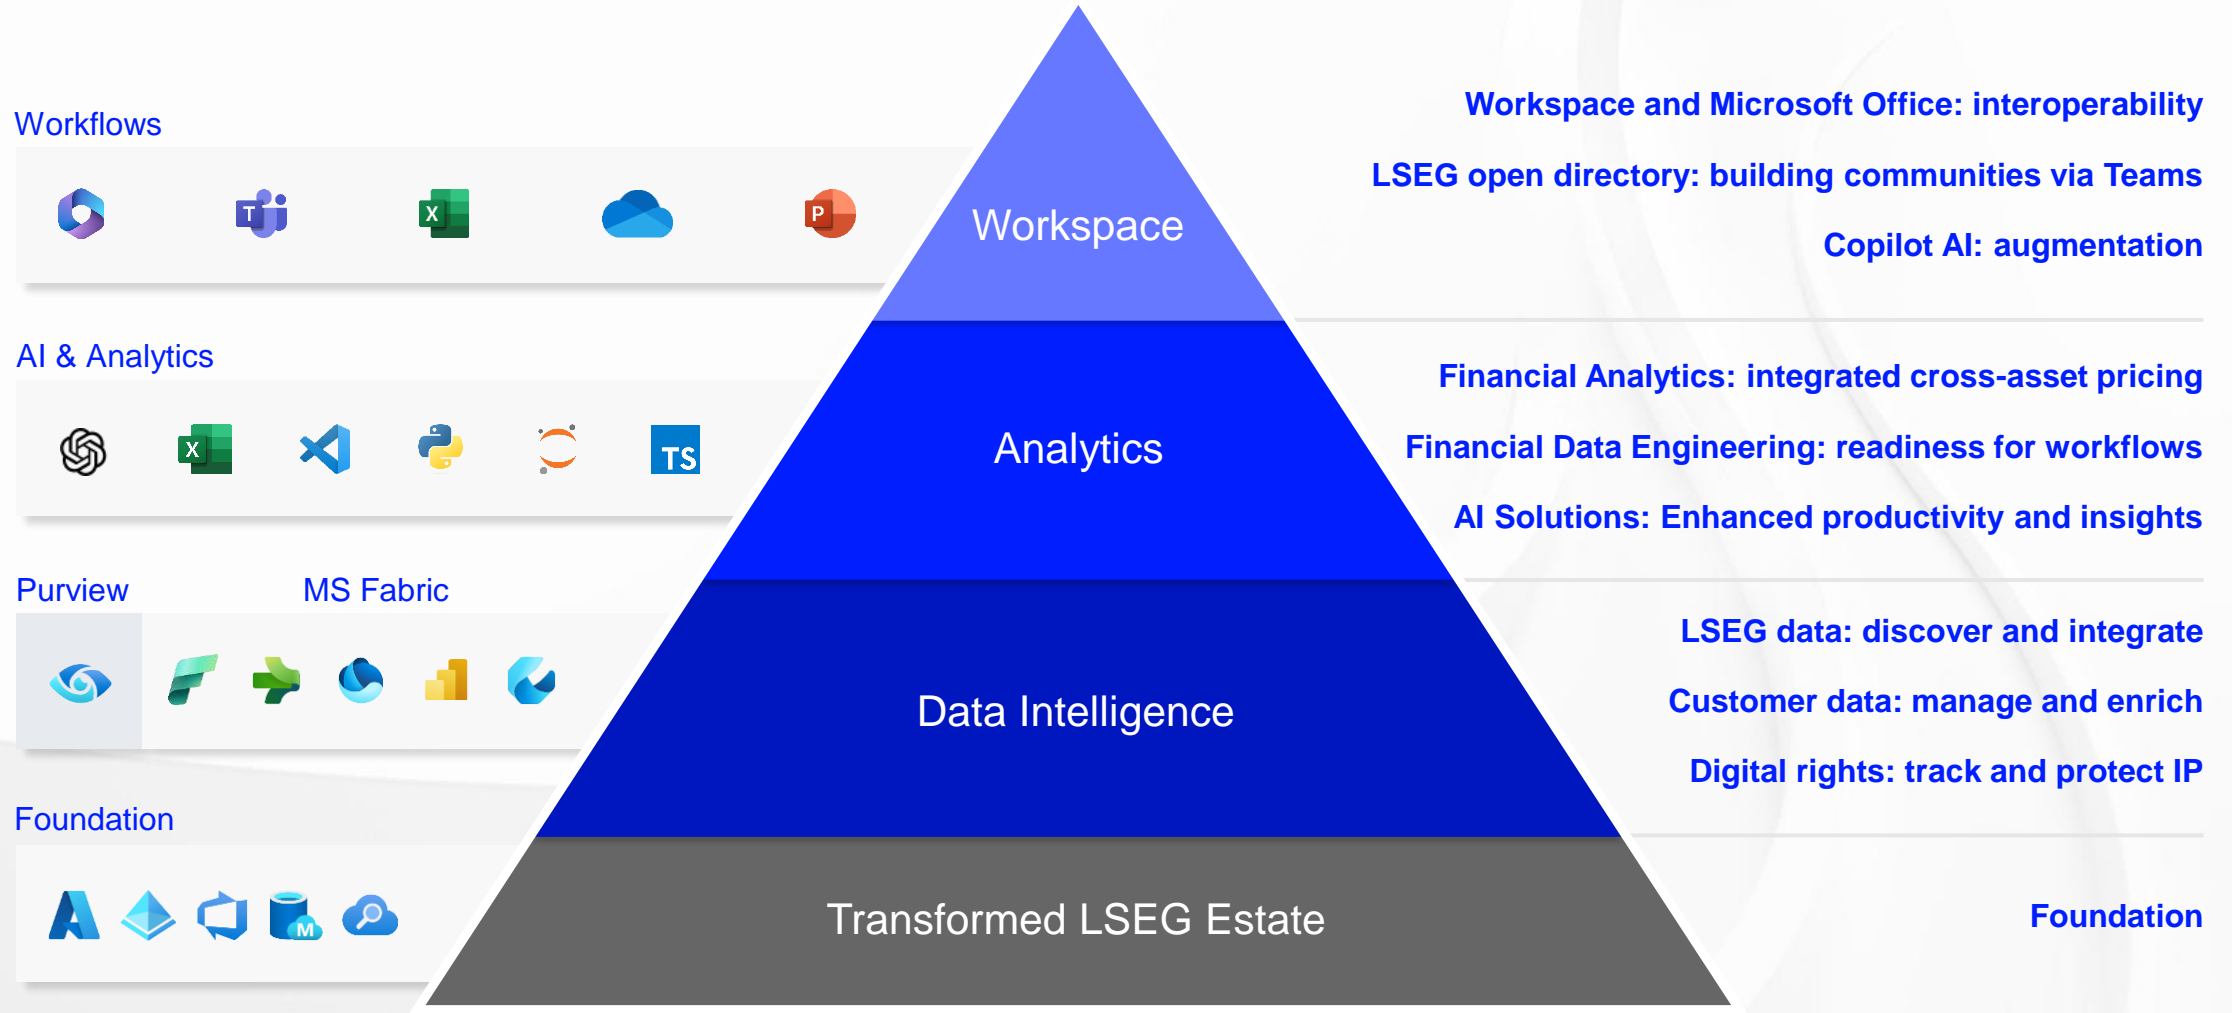 Workflows
T
X
P
Workspace
Workspace and Microsoft Office: interoperability
LSEG open directory: building communities via Teams
Copilot AI: augmentation
AI & Analytics
X
TS
Analytics
Financial Analytics: integrated cross-asset pricing
Financial Data Engineering: readiness for workflows
AI Solutions: Enhanced productivity and insights
Purview
MS Fabric
Data Intelligence
LSEG data: discover and integrate
Customer data: manage and enrich
Digital rights: track and protect IP
Foundation
M
Transformed LSEG Estate
Foundation